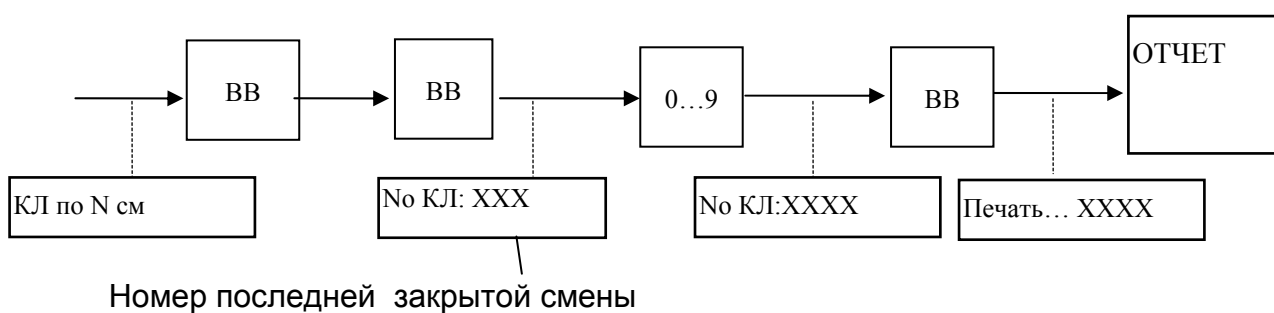 ВВ
ВВ
0…9
ВВ
ОТЧЕТ
КЛ по N см
No КЛ: XXX
No КЛ:XXXX
Печать… XXXX
Номер последней закрытой смены